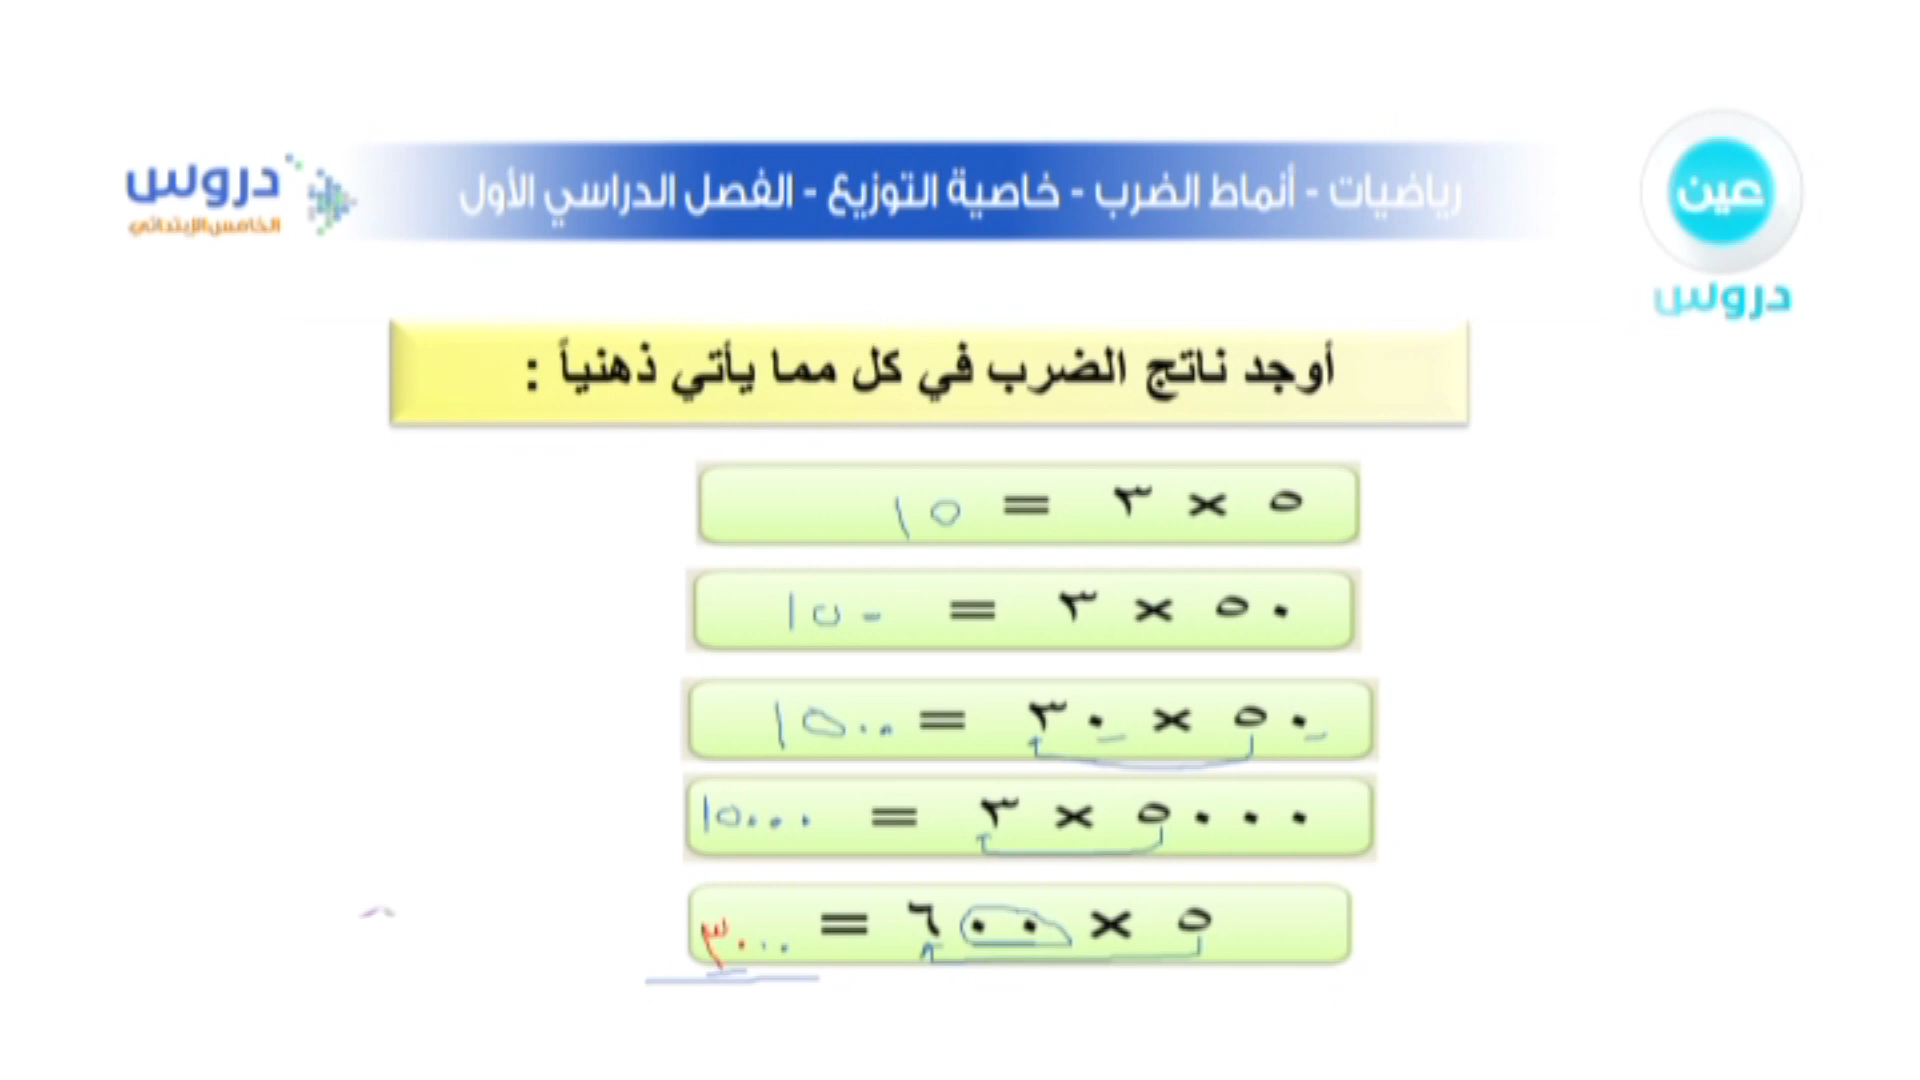 دروس
الخامس الابتدائي
رياضيات - أنماط الضرب - خاصية التوزيع - الفصل الدراسي الأول
عين
دروس
أوجد ناتج الضرب في كل مما يأتي ذهنياً :
٥ × ٣ = ١٥
٥٠ × ٣ = ١٥٠
٥٠ × ٣٠ = ١٥٠٠
٥٠٠٠ × ٣ = ١٥٠٠٠
٥ × ٦٠٠ = ٣٠٠٠